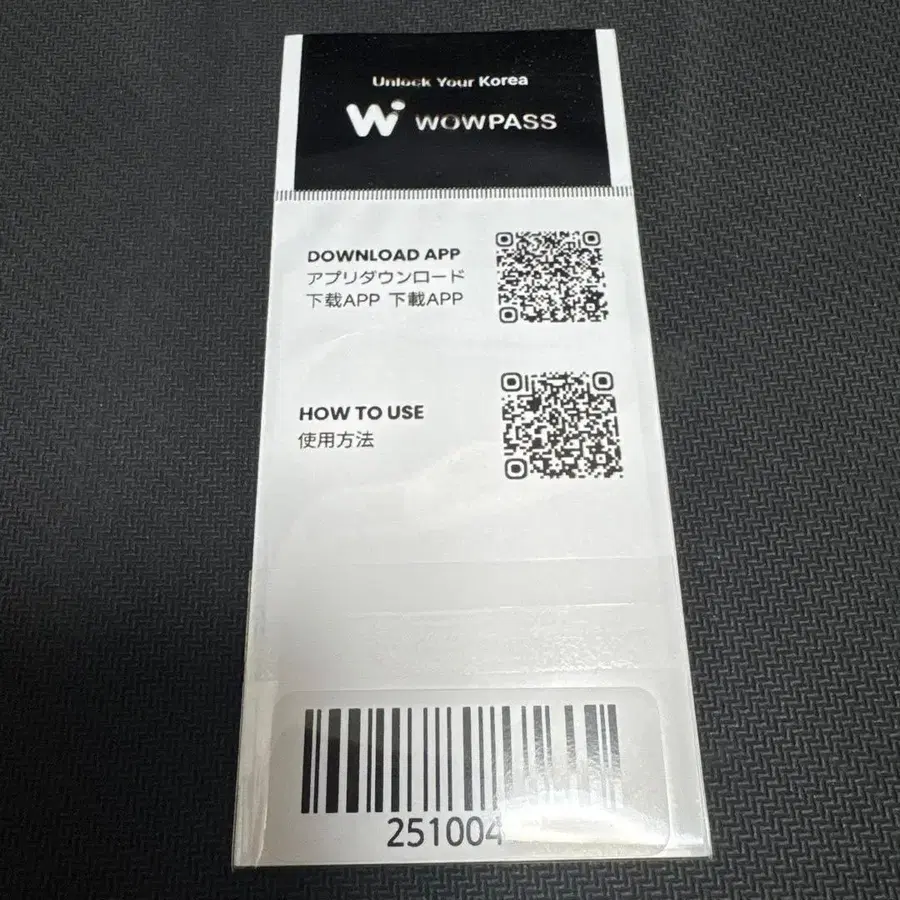 Unlock Your Korea
WOWPASS
DOWNLOAD APP
アプリダウンロード
下载APP 下載APP
HOW TO USE
使用方法
251004